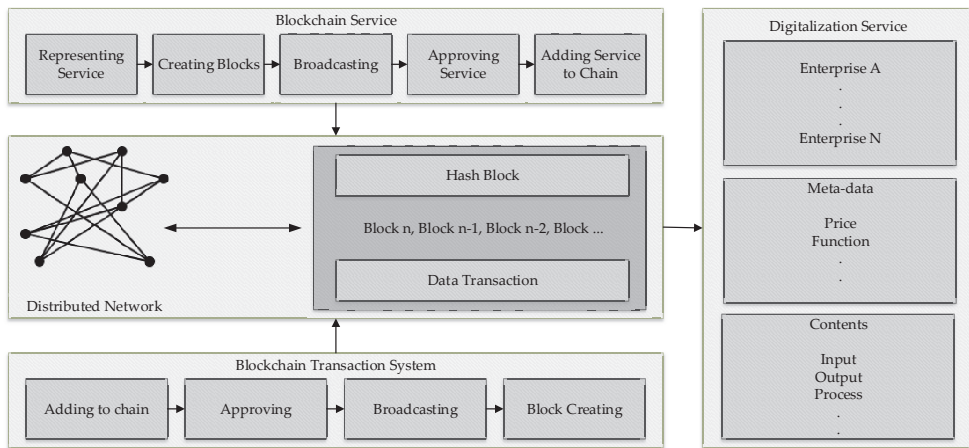 Blockchain Service
Representing
Service
Creating Blocks
Broadcasting
Approving
Service
Adding Service
to Chain
Hash Block
Block n, Block n-1, Block n-2, Block ...
Data Transaction
Distributed Network
Blockchain Transaction System
Adding to chain
Approving
Broadcasting
Block Creating
Digitalization Service
Enterprise A
.
.
.
Enterprise N
Meta-data
Price
Function
.
.
Contents
Input
Output
Process
.
.